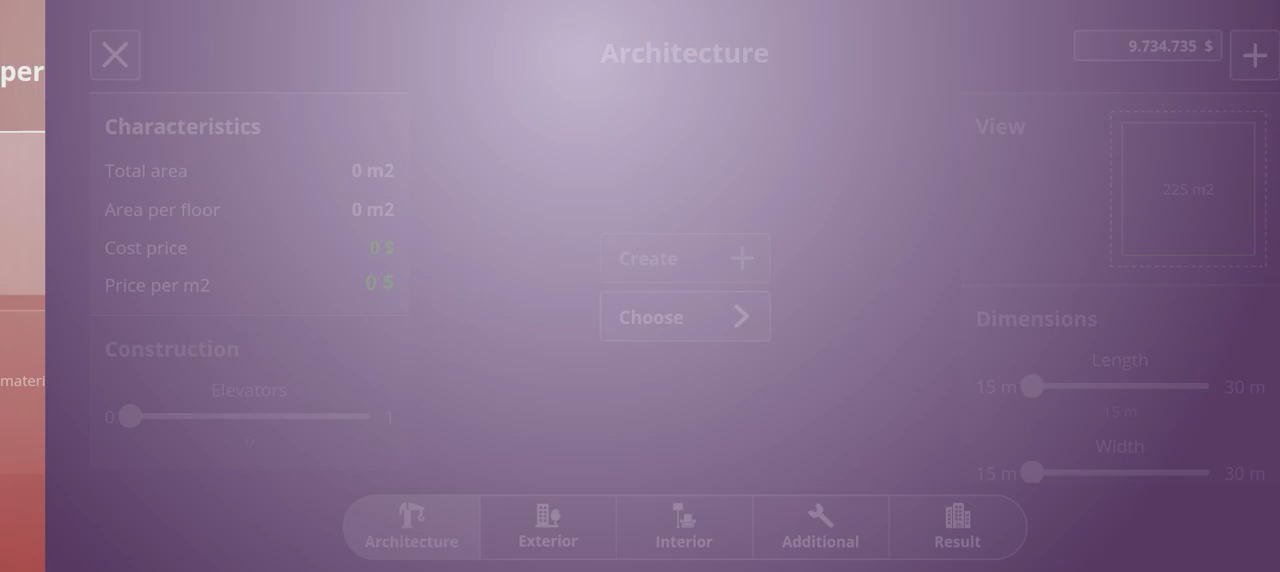 per
materi
Architecture
9.734.735 $
Characteristics
Total area 0 m2
Area per floor 0 m2
Cost price 0 $
Price per m2 0 $
Construction
Elevators
0 1
0
Create
Choose
View
225 m2
Dimensions
Length
15 m 30 m
15 m
Width
15 m 30 m
Architecture Exterior Interior Additional Result